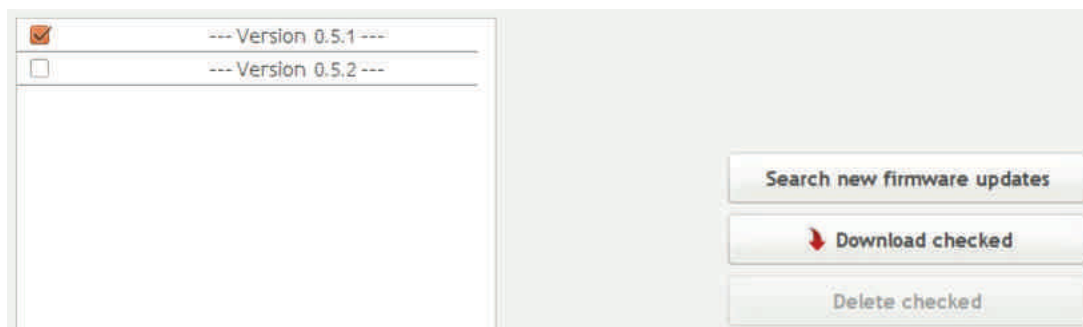 --- Version 0.5.1 ---
--- Version 0.5.2 ---
Search new firmware updates
Download checked
Delete checked